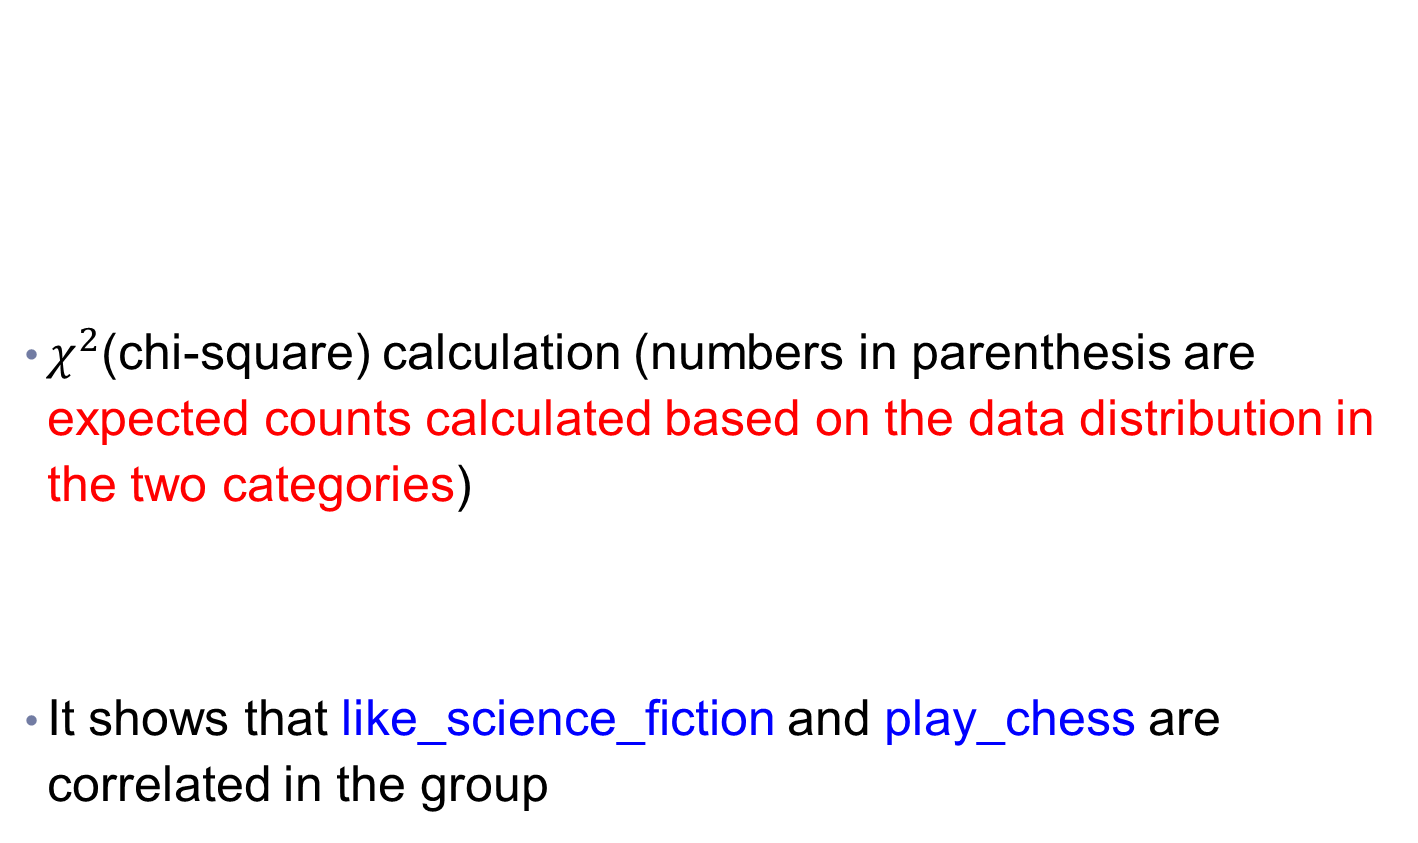 • χ²(chi-square) calculation (numbers in parenthesis are
expected counts calculated based on the data distribution in
the two categories)
• It shows that like_science_fiction and play_chess are
correlated in the group